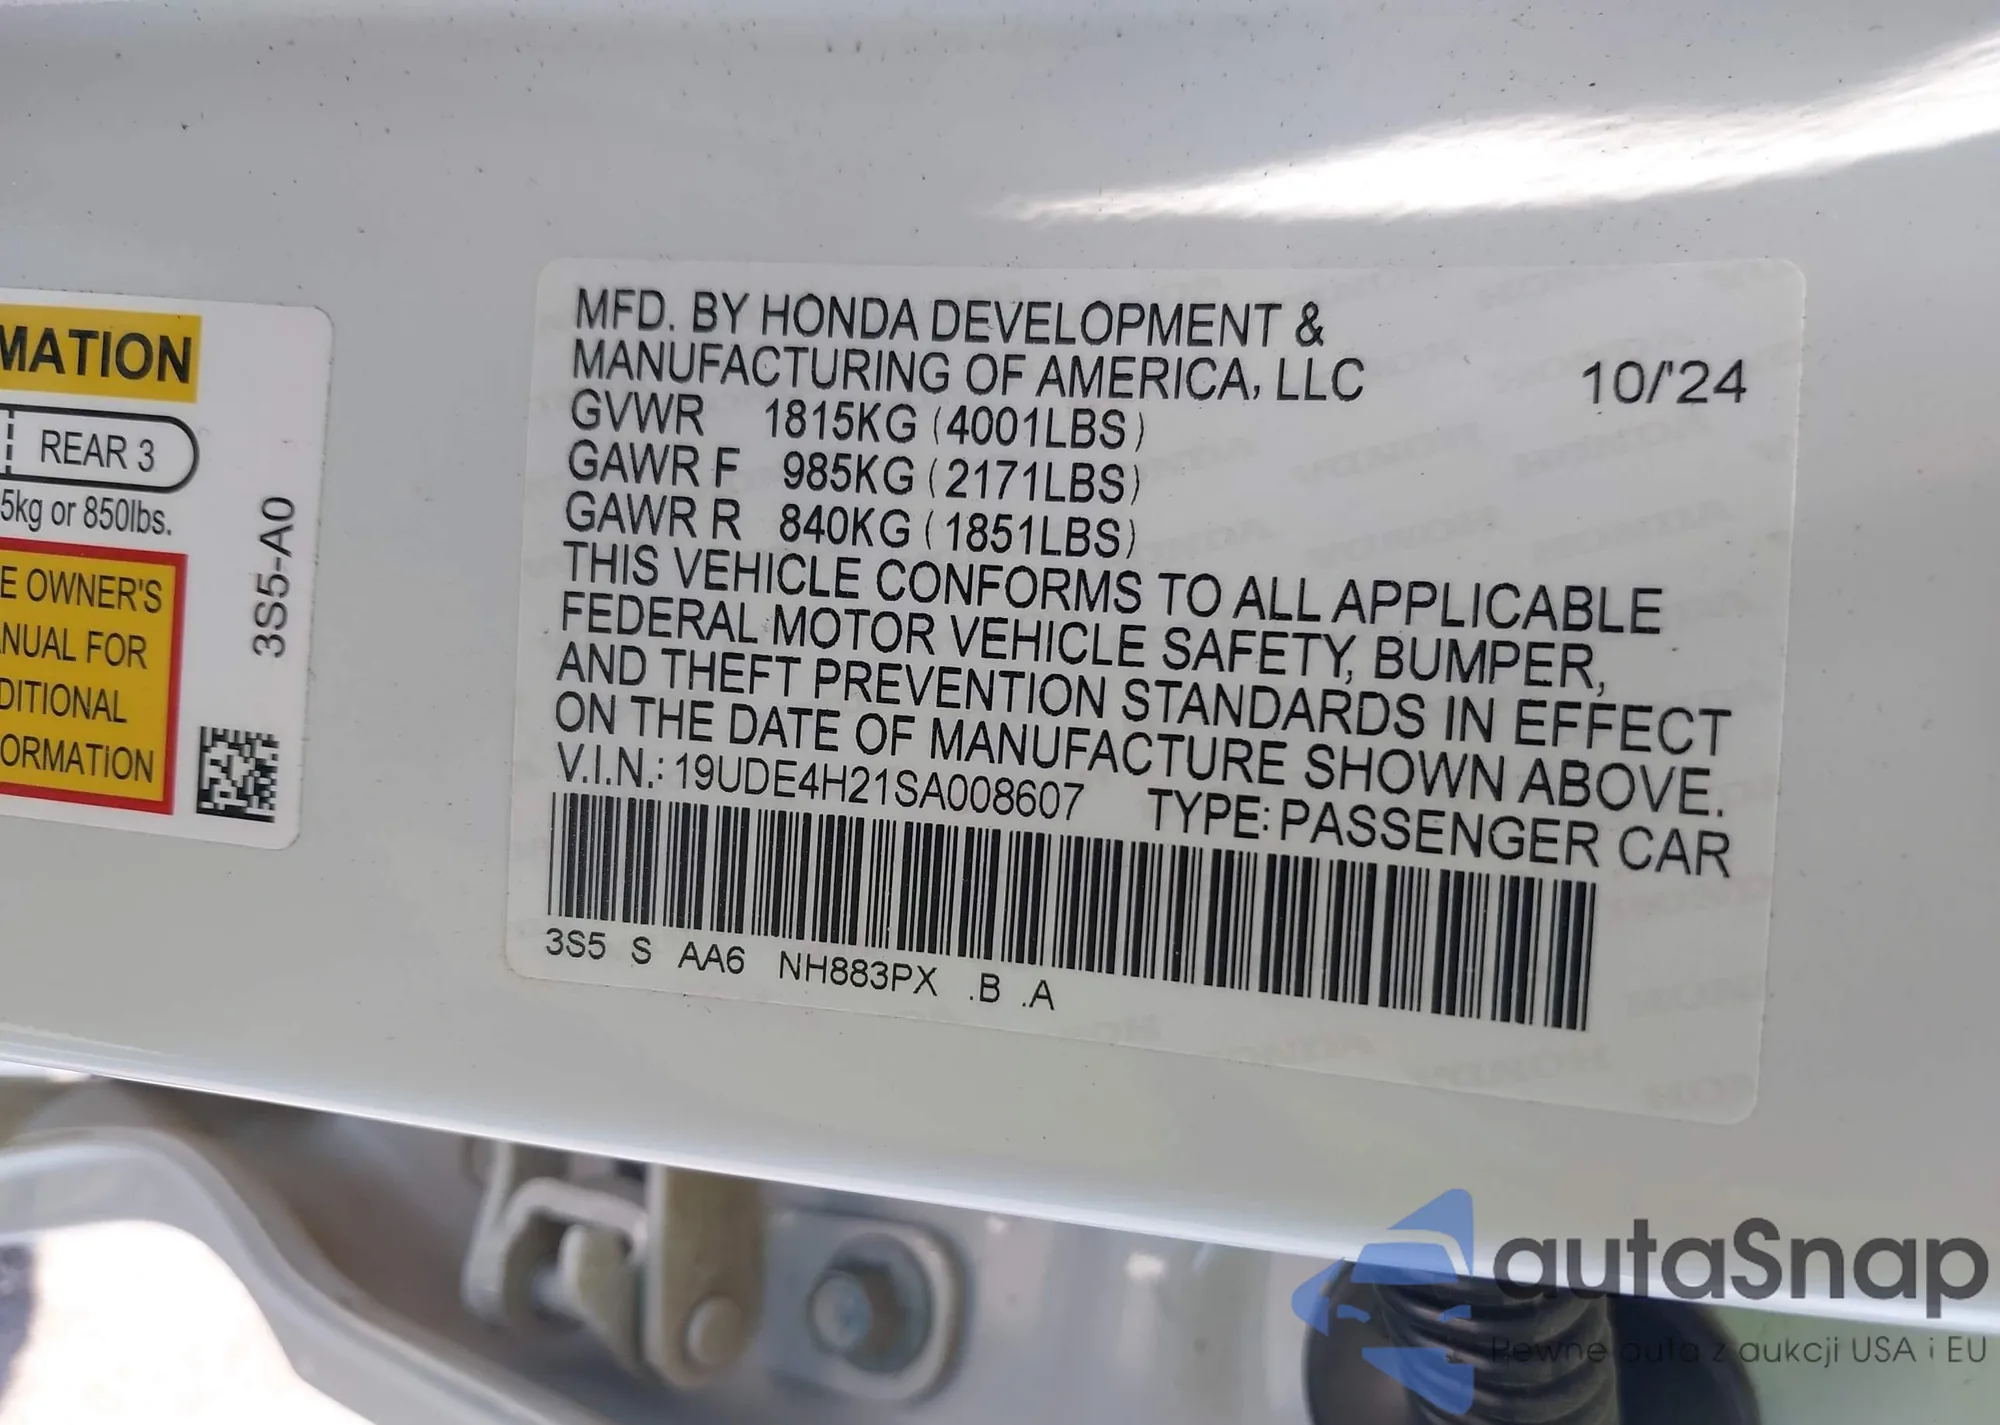 MATION
REAR 3
5kg or 850lbs.
E OWNER'S
NUAL FOR
DITIONAL
ORMATION
3S5-A0
MFD. BY HONDA DEVELOPMENT &
MANUFACTURING OF AMERICA, LLC 10/'24
GVWR 1815KG (4001LBS)
GAWR F 985KG (2171LBS)
GAWR R 840KG (1851LBS)
THIS VEHICLE CONFORMS TO ALL APPLICABLE
FEDERAL MOTOR VEHICLE SAFETY, BUMPER,
AND THEFT PREVENTION STANDARDS IN EFFECT
ON THE DATE OF MANUFACTURE SHOWN ABOVE.
V.I.N.: 19UDE4H21SA008607 TYPE: PASSENGER CAR
3S5 S AA6 NH883PX .B .A
autaSnap
Pewne auta z aukcji USA i EU